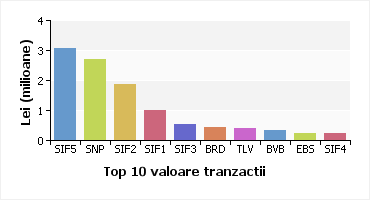 Lei (milioane)
4
3
2
1
0
SIF5 SNP SIF2 SIF1 SIF3 BRD TLV BVB EBS SIF4
Top 10 valoare tranzactii